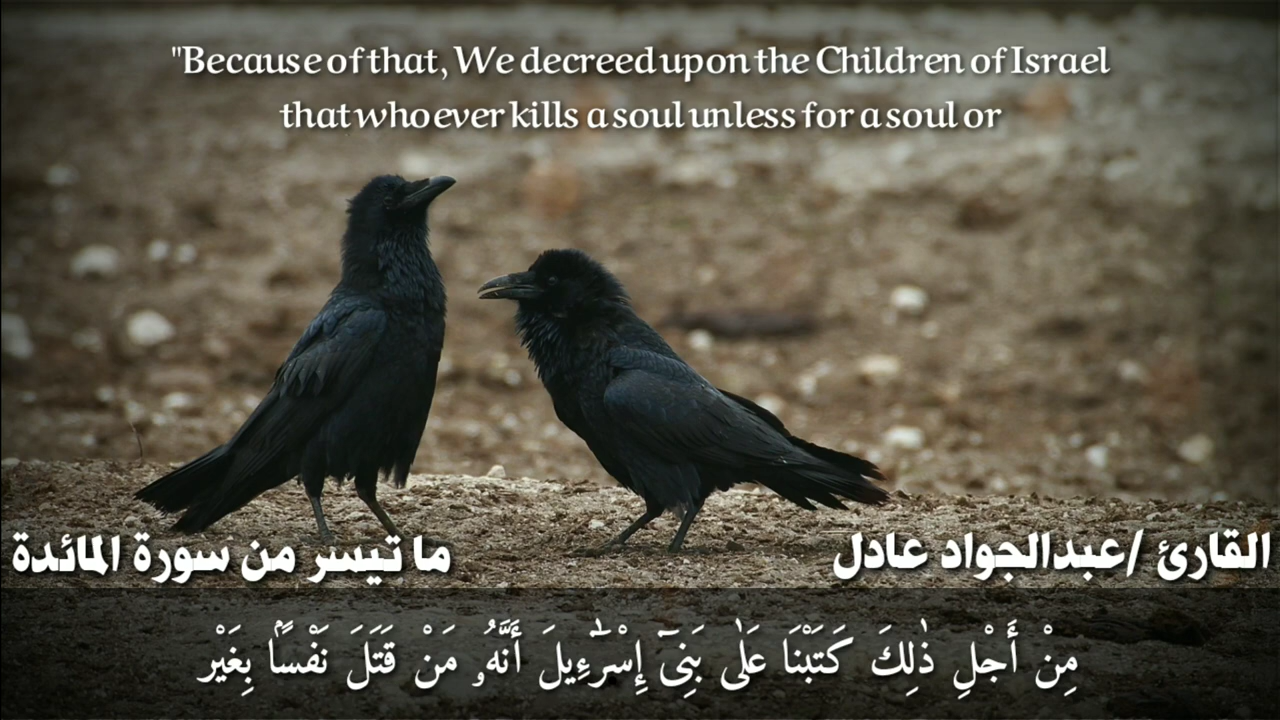 "Because of that, We decreed upon the Children of Israel
that whoever kills a soul unless for a soul or
القارئ /عبدالجواد عادل
ما تيسر من سورة المائدة
مِنْ أَجْلِ ذَٰلِكَ كَتَبْنَا عَلَىٰ بَنِىٓ إِسْرَٰٓءِيلَ أَنَّهُۥ مَن قَتَلَ نَفْسًۢا بِغَيْرِ